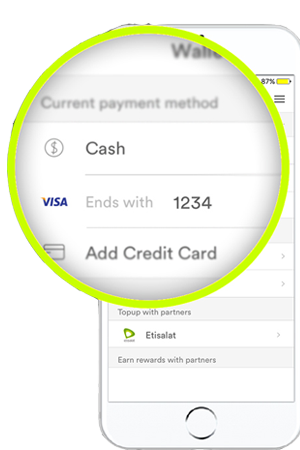 Walle
87%
Current payment method
Cash
VISA Ends with 1234
Add Credit Card
Topup with partners
Etisalat
Earn rewards with partners